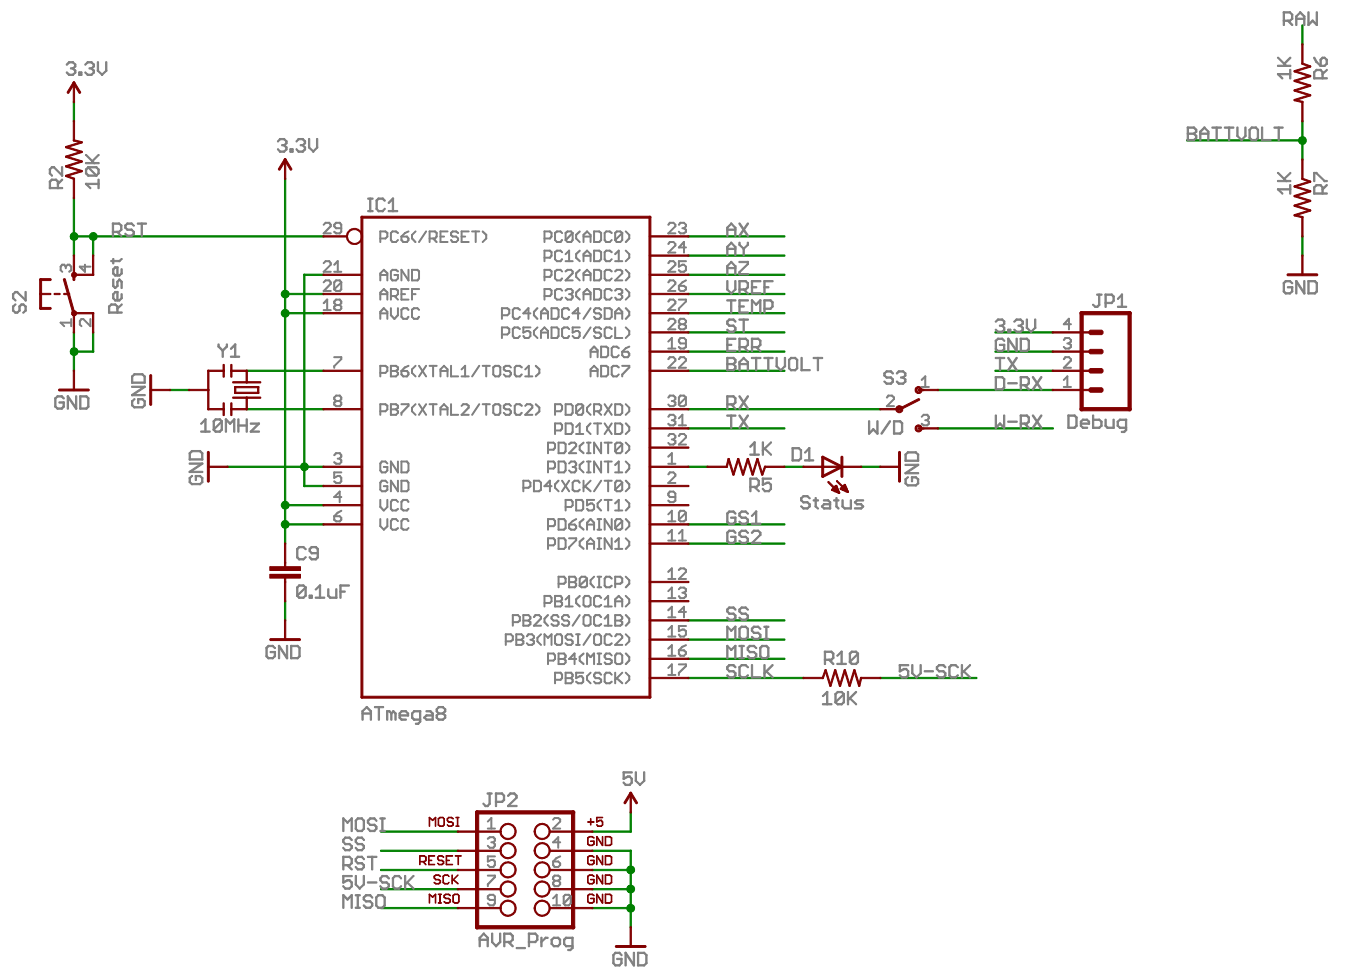 RAW
1K R6
BATTVOLT
1K R7
GND
3.3V
R2 10K
RST
3 4
S2 Reset
1 2
GND
3.3V
IC1
29 PC6(/RESET) PC0(ADC0) 23 AX
PC1(ADC1) 24 AY
21 AGND PC2(ADC2) 25 AZ
20 AREF PC3(ADC3) 26 VREF
18 AVCC PC4(ADC4/SDA) 27 TEMP
PC5(ADC5/SCL) 28 ST
ADC6 19 ERR
7 PB6(XTAL1/TOSC1) ADC7 22 BATTVOLT
8 PB7(XTAL2/TOSC2) PD0(RXD) 30 RX
PD1(TXD) 31 TX
PD2(INT0) 32
3 GND PD3(INT1) 1
5 GND PD4(XCK/T0) 2
4 VCC PD5(T1) 9
6 VCC PD6(AIN0) 10 GS1
PD7(AIN1) 11 GS2
PB0(ICP) 12
PB1(OC1A) 13
PB2(SS/OC1B) 14 SS
PB3(MOSI/OC2) 15 MOSI
PB4(MISO) 16 MISO
PB5(SCK) 17 SCLK
ATmega8
Y1
GND
10MHz
GND
C9
0.1uF
GND
1K
R5
D1
Status
GND
R10
10K
5V-SCK
S3
1
2
3
W/D
JP1
3.3V 4
GND 3
TX 2
D-RX 1
W-RX
Debug
5V
JP2
MOSI MOSI 1 2 +5
SS 3 4 GND
RST RESET 5 6 GND
5V-SCK SCK 7 8 GND
MISO MISO 9 10 GND
AVR_Prog
GND